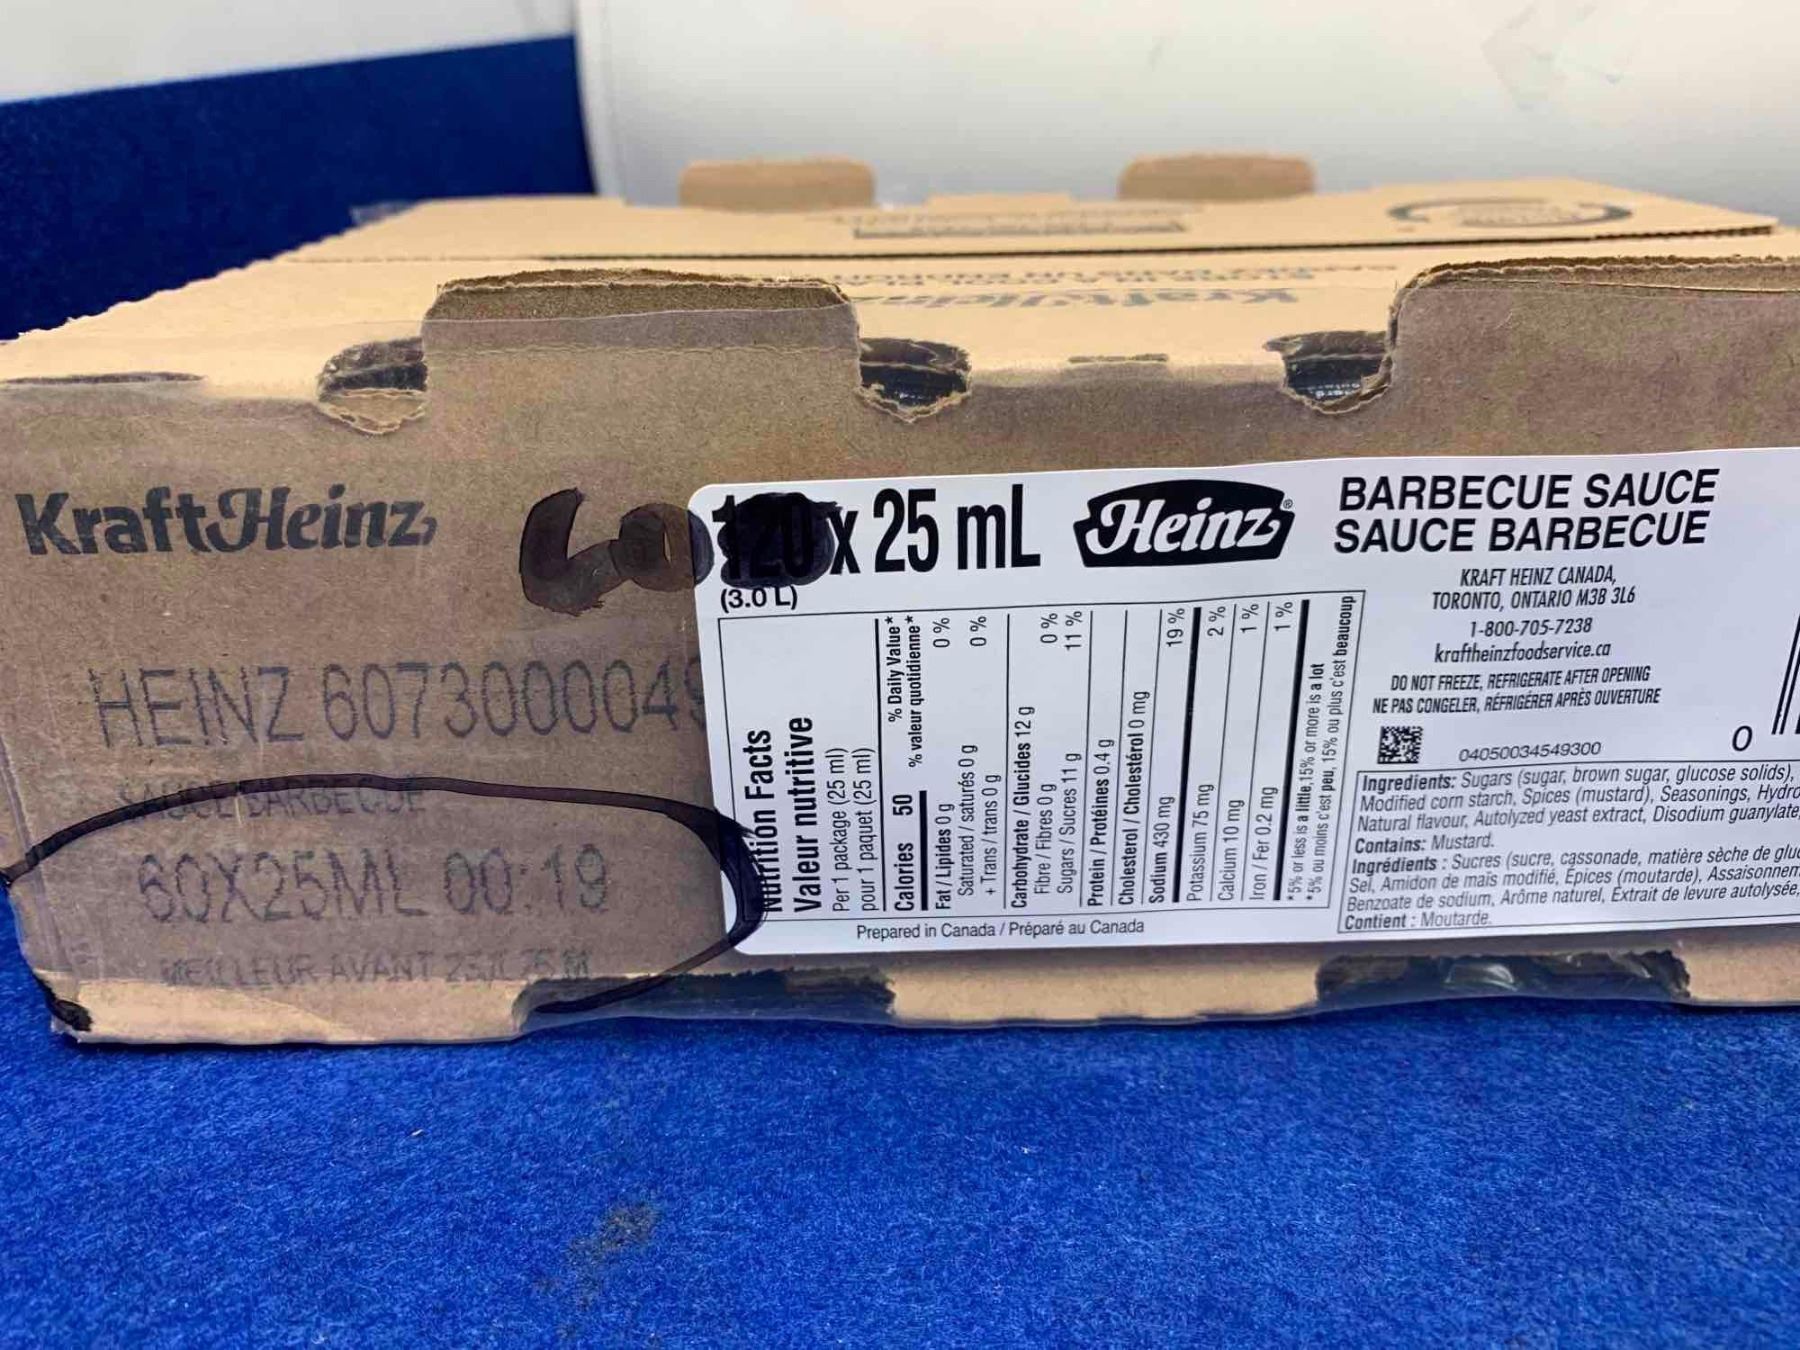 KraftHeinz
60
120 x 25 mL
(3.0 L)
Heinz®
BARBECUE SAUCE
SAUCE BARBECUE
KRAFT HEINZ CANADA,
TORONTO, ONTARIO M3B 3L6
1-800-705-7238
kraftheinzfoodservice.ca
DO NOT FREEZE, REFRIGERATE AFTER OPENING
NE PAS CONGELER, RÉFRIGÉRER APRÈS OUVERTURE
04050034549300
0
HEINZ 607300004
SAUCE BARBECUE
60X25ML 00:19
MEILLEUR AVANT
Nutrition Facts
Valeur nutritive
Per 1 package (25 ml)
pour 1 paquet (25 ml)
% Daily Value*
% valeur quotidienne*
Calories 50
Fat / Lipides 0 g 0 %
Saturated / saturés 0 g
+ Trans / trans 0 g 0 %
Carbohydrate / Glucides 12 g
Fibre / Fibres 0 g 0 %
Sugars / Sucres 11 g 11 %
Protein / Protéines 0.4 g
Cholesterol / Cholestérol 0 mg
Sodium 430 mg 19 %
Potassium 75 mg 2 %
Calcium 10 mg 1 %
Iron / Fer 0.2 mg 1 %
*5% or less is a little, 15% or more is a lot
*5% ou moins c'est peu, 15% ou plus c'est beaucoup
Prepared in Canada / Préparé au Canada
Ingredients: Sugars (sugar, brown sugar, glucose solids),
Modified corn starch, Spices (mustard), Seasonings, Hydro
Natural flavour, Autolyzed yeast extract, Disodium guanylate,
Contains: Mustard.
Ingrédients : Sucres (sucre, cassonade, matière sèche de glu
Sel, Amidon de maïs modifié, Épices (moutarde), Assaisonnem
Benzoate de sodium, Arôme naturel, Extrait de levure autolysée,
Contient : Moutarde.